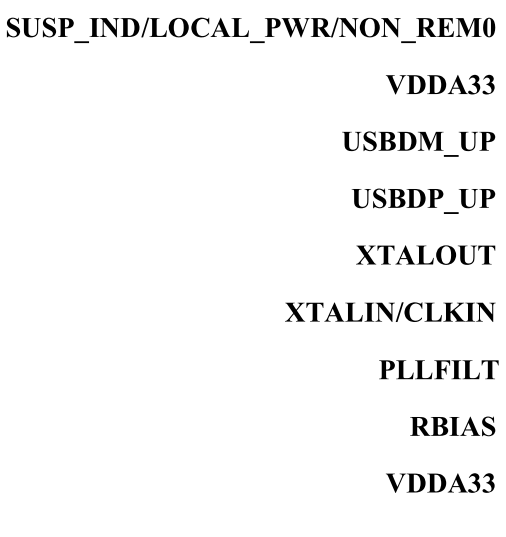 SUSP_IND/LOCAL_PWR/NON_REM0
VDDA33
USBDM_UP
USBDP_UP
XTALOUT
XTALIN/CLKIN
PLLFILT
RBIAS
VDDA33